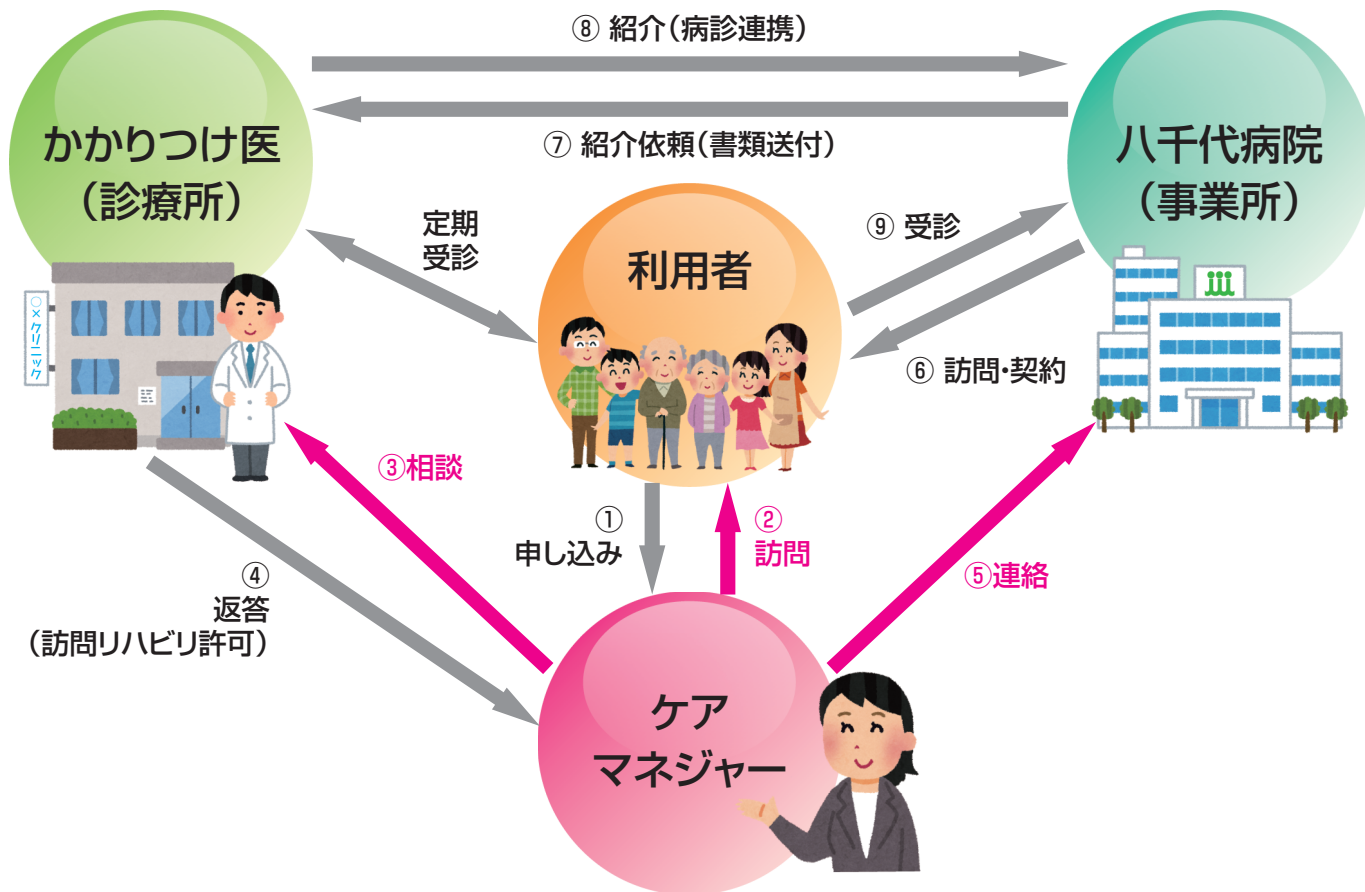 ⑧ 紹介（病診連携）
⑦ 紹介依頼（書類送付）
かかりつけ医
（診療所）
八千代病院
（事業所）
定期
受診
利用者
⑨ 受診
⑥ 訪問・契約
○×クリニック
③相談
①
申し込み
②
訪問
⑤連絡
④
返答
（訪問リハビリ許可）
ケア
マネジャー